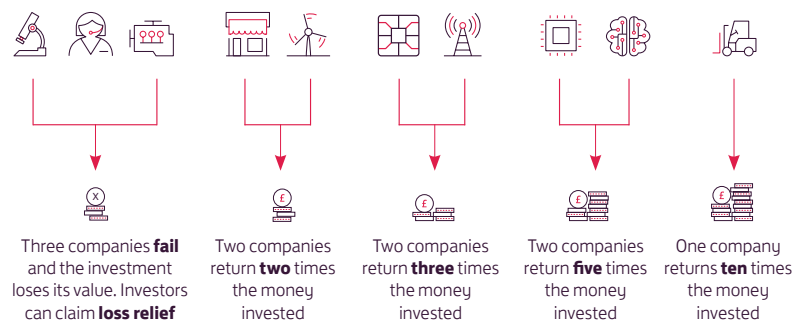 X
£
£
£
£
Three companies fail
and the investment
loses its value. Investors
can claim loss relief
Two companies
return two times
the money
invested
Two companies
return three times
the money
invested
Two companies
return five times
the money
invested
One company
returns ten times
the money
invested